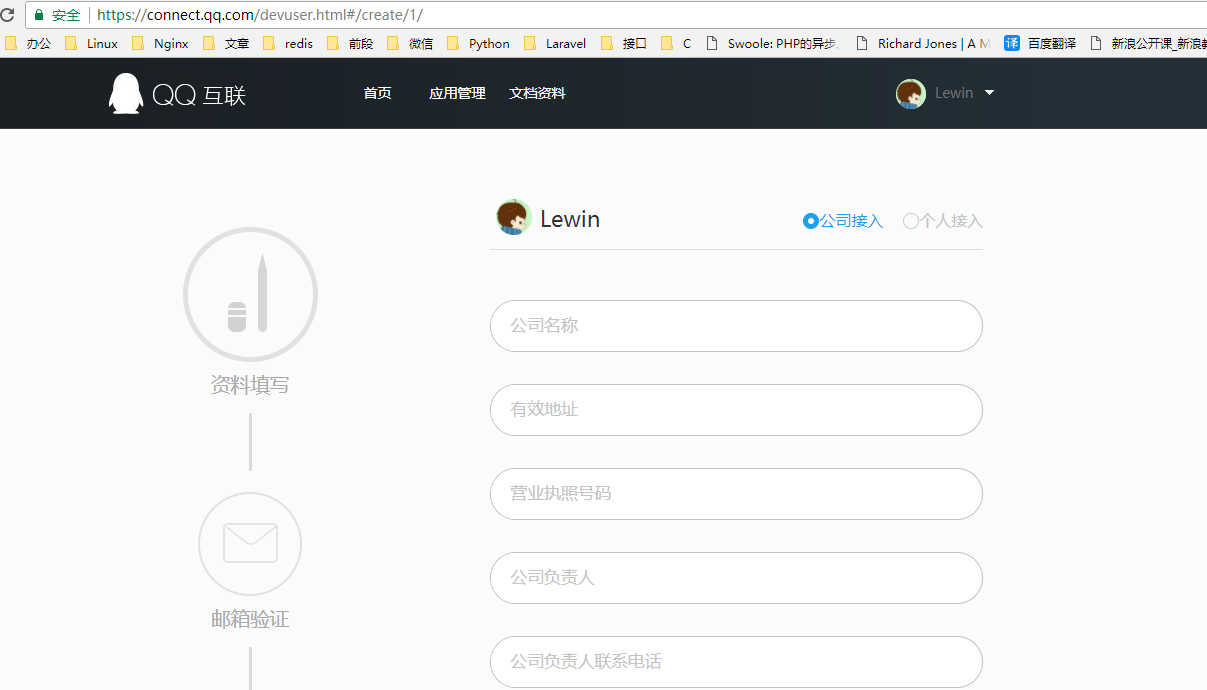 安全 https://connect.qq.com/devuser.html#/create/1/
办公 Linux Nginx 文章 redis 前段 微信 Python Laravel 接口 C Swoole: PHP的异步、 Richard Jones | A M 译 百度翻译 新浪公开课_新浪教
QQ 互联 首页 应用管理 文档资料 Lewin
Lewin 公司接入 个人接入
公司名称
资料填写
有效地址
营业执照号码
公司负责人
邮箱验证
公司负责人联系电话